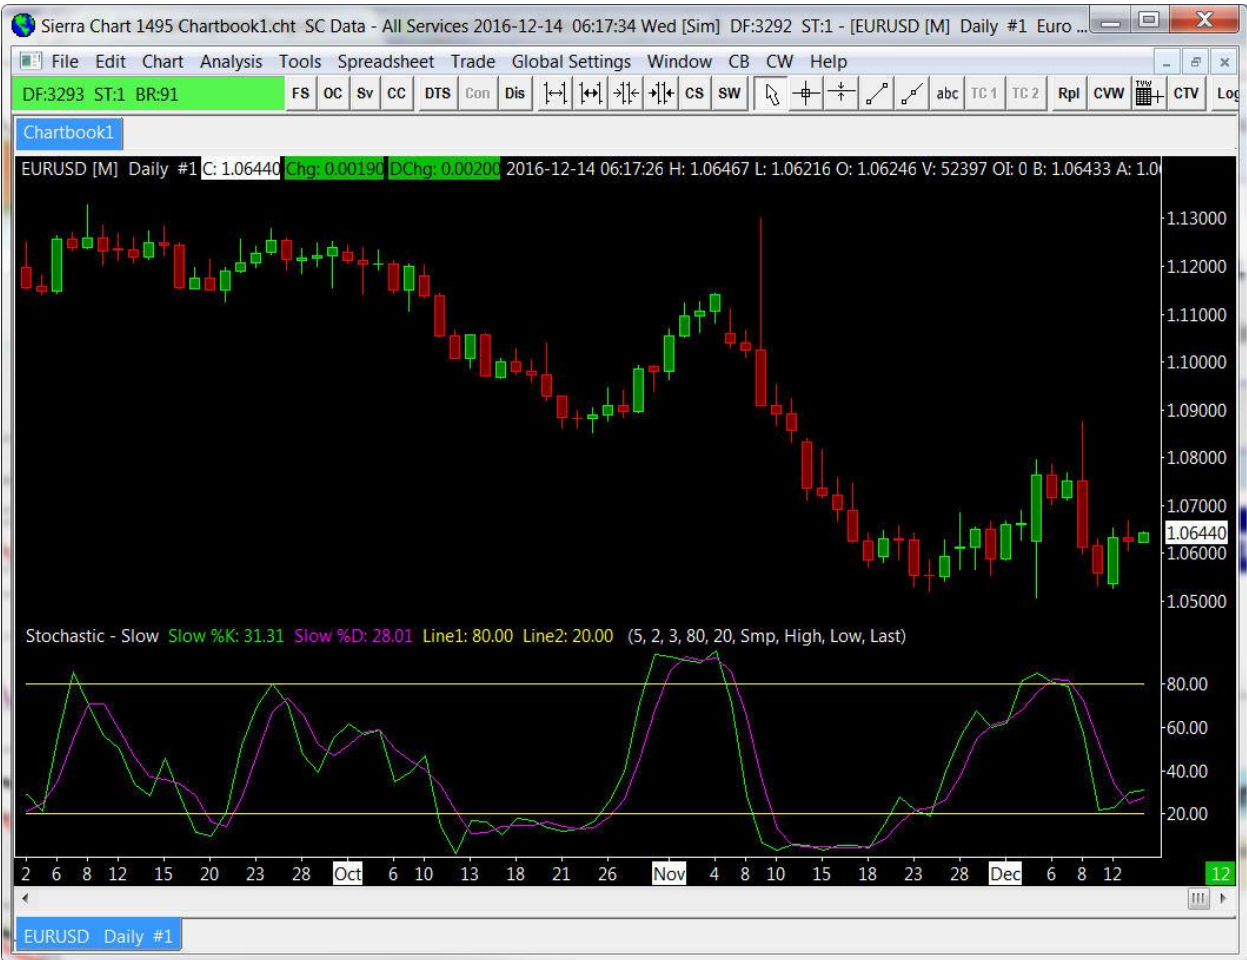 Sierra Chart 1495 Chartbook1.cht SC Data - All Services 2016-12-14 06:17:34 Wed [Sim] DF:3292 ST:1 - [EURUSD [M] Daily #1 Euro ...
File Edit Chart Analysis Tools Spreadsheet Trade Global Settings Window CB CW Help
DF:3293 ST:1 BR:91 FS OC Sv CC DTS Con Dis CS SW abc TC 1 TC 2 Rpl CVW CTV Log
Chartbook1
EURUSD [M] Daily #1 C: 1.06440 Chg: 0.00190 DChg: 0.00200 2016-12-14 06:17:26 H: 1.06467 L: 1.06216 O: 1.06246 V: 52397 OI: 0 B: 1.06433 A: 1.0
1.13000
1.12000
1.11000
1.10000
1.09000
1.08000
1.07000
1.06440
1.06000
1.05000
Stochastic - Slow Slow %K: 31.31 Slow %D: 28.01 Line1: 80.00 Line2: 20.00 (5, 2, 3, 80, 20, Smp, High, Low, Last)
80.00
60.00
40.00
20.00
2 6 8 12 15 20 23 28 Oct 6 10 13 18 21 26 Nov 4 8 10 15 18 23 28 Dec 6 8 12 12
EURUSD Daily #1